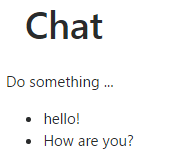 Chat
Do something ...
hello!
How are you?